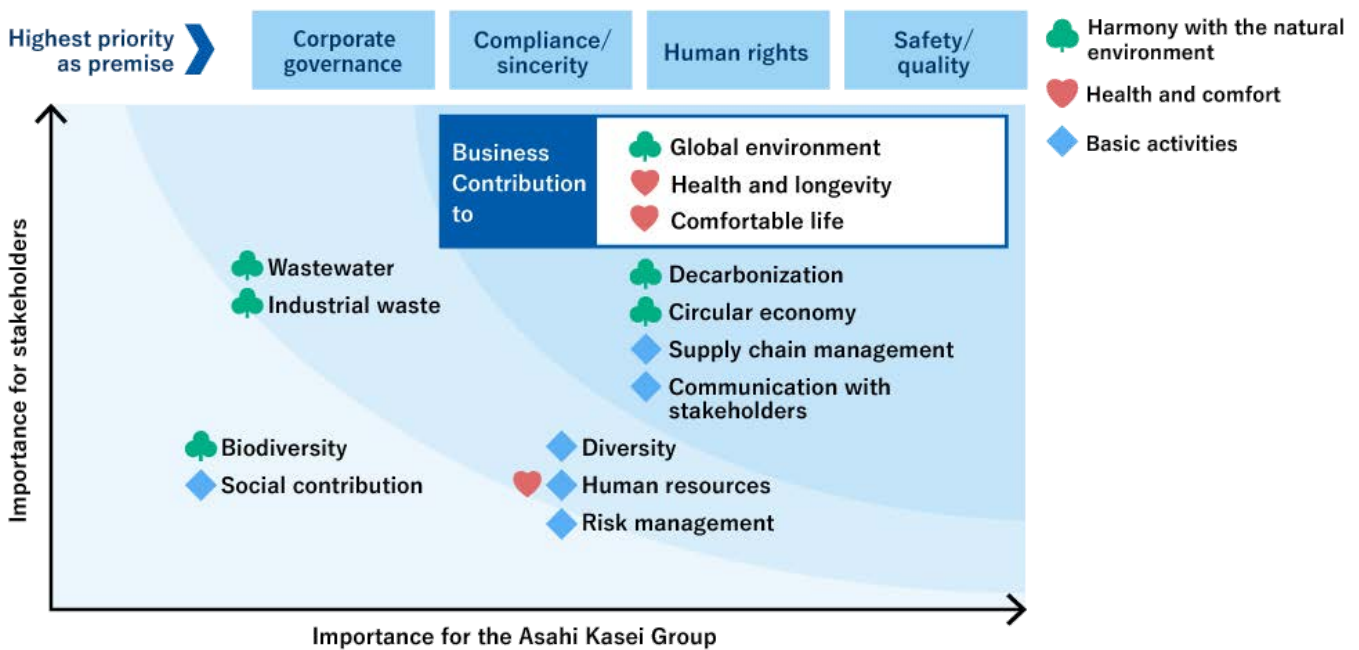 Highest priority
as premise
Corporate
governance
Compliance/
sincerity
Human rights
Safety/
quality
Harmony with the natural
environment
Health and comfort
Basic activities
Importance for stakeholders
Business
Contribution
to
Global environment
Health and longevity
Comfortable life
Wastewater
Industrial waste
Decarbonization
Circular economy
Supply chain management
Communication with
stakeholders
Biodiversity
Social contribution
Diversity
Human resources
Risk management
Importance for the Asahi Kasei Group